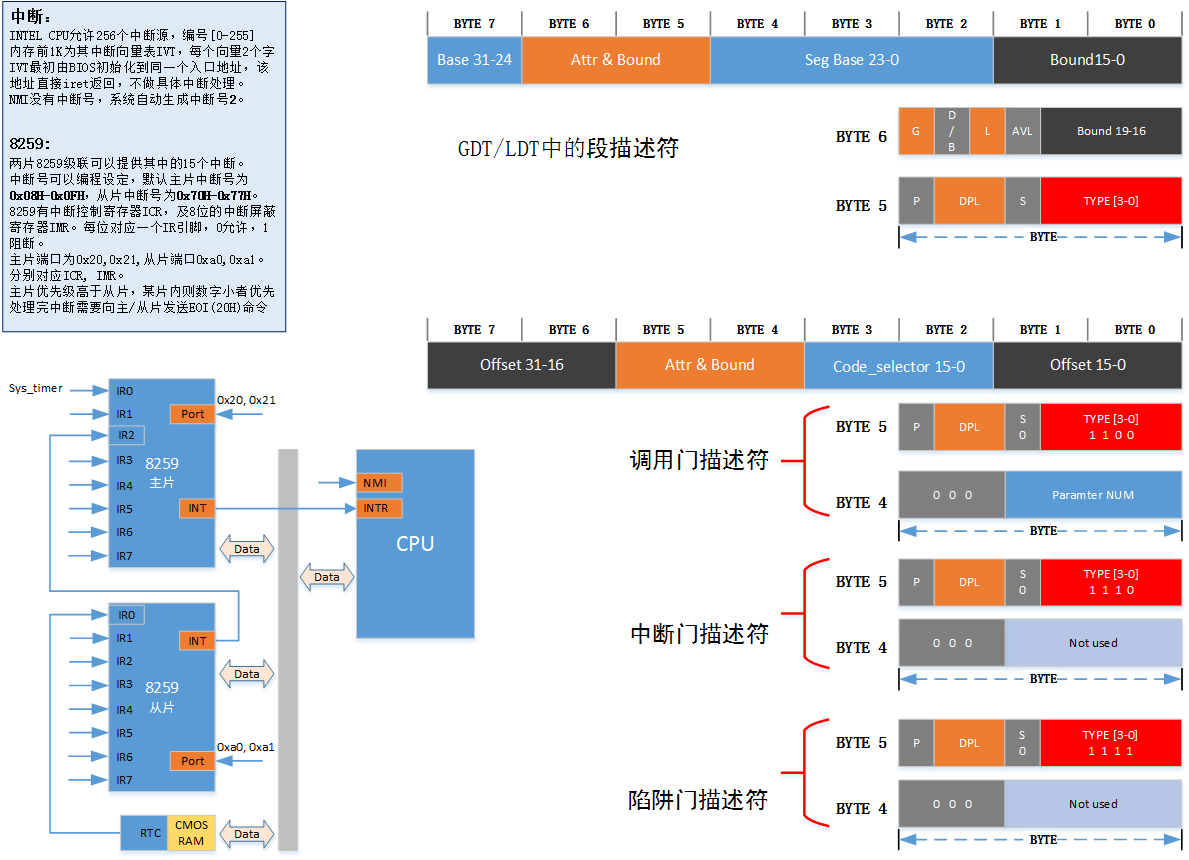 中断：
INTEL CPU允许256个中断源，编号[0-255]
内存前1K为其中断向量表IVT，每个向量2个字
IVT最初由BIOS初始化到同一个入口地址，该
地址直接iret返回，不做具体中断处理。
NMI没有中断号，系统自动生成中断号2。
8259：
两片8259级联可以提供其中的15个中断。
中断号可以编程设定，默认主片中断号为
0x08H-0x0FH，从片中断号为0x70H-0x77H。
8259有中断控制寄存器ICR，及8位的中断屏蔽
寄存器IMR。每位对应一个IR引脚，0允许，1
阻断。
主片端口为0x20,0x21,从片端口0xa0,0xa1。
分别对应ICR, IMR。
主片优先级高于从片，某片内则数字小者优先
处理完中断需要向主/从片发送EOI(20H)命令
Sys_timer
IR0
IR1
IR2
IR3
IR4
IR5
IR6
IR7
8259
主片
Port
0x20, 0x21
INT
Data
NMI
INTR
CPU
Data
IR0
IR1
IR2
IR3
IR4
IR5
IR6
IR7
8259
从片
INT
Data
Port
0xa0, 0xa1
RTC
CMOS
RAM
Data
BYTE 7 BYTE 6 BYTE 5 BYTE 4 BYTE 3 BYTE 2 BYTE 1 BYTE 0
Base 31-24 Attr & Bound Seg Base 23-0 Bound15-0
GDT/LDT中的段描述符
BYTE 6
G
D
/
B
L
AVL
Bound 19-16
BYTE 5
P
DPL
S
TYPE [3-0]
BYTE
BYTE 7 BYTE 6 BYTE 5 BYTE 4 BYTE 3 BYTE 2 BYTE 1 BYTE 0
Offset 31-16 Attr & Bound Code_selector 15-0 Offset 15-0
调用门描述符
BYTE 5
P
DPL
S
0
TYPE [3-0]
1 1 0 0
BYTE 4
0 0 0
Paramter NUM
BYTE
中断门描述符
BYTE 5
P
DPL
S
0
TYPE [3-0]
1 1 1 0
BYTE 4
0 0 0
Not used
BYTE
陷阱门描述符
BYTE 5
P
DPL
S
0
TYPE [3-0]
1 1 1 1
BYTE 4
0 0 0
Not used
BYTE